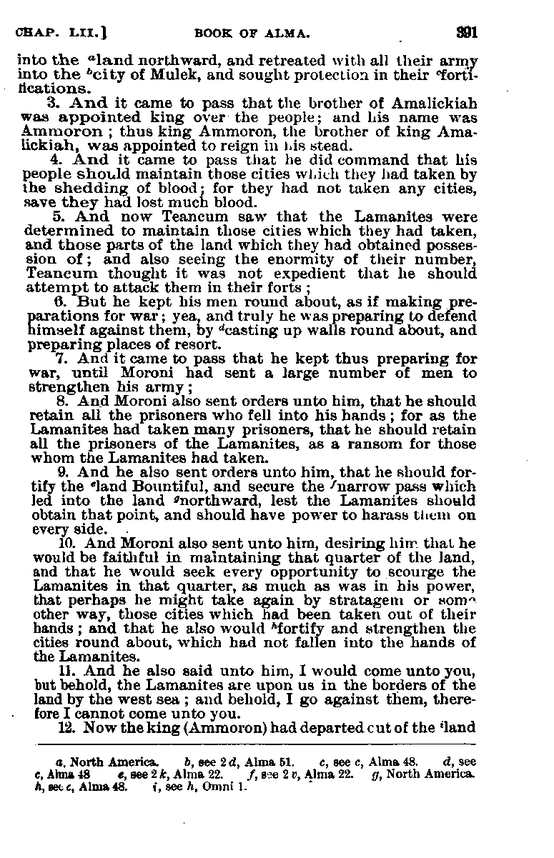 CHAP. LII.] BOOK OF ALMA. 391
into the ᵃland northward, and retreated with all their army
into the ᵇcity of Mulek, and sought protection in their ᶜforti-
fications.
3. And it came to pass that the brother of Amalickiah
was appointed king over the people; and his name was
Ammoron ; thus king Ammoron, the brother of king Ama-
lickiah, was appointed to reign in his stead.
4. And it came to pass that he did command that his
people should maintain those cities which they had taken by
the shedding of blood; for they had not taken any cities,
save they had lost much blood.
5. And now Teancum saw that the Lamanites were
determined to maintain those cities which they had taken,
and those parts of the land which they had obtained posses-
sion of ; and also seeing the enormity of their number,
Teancum thought it was not expedient that he should
attempt to attack them in their forts ;
6. But he kept his men round about, as if making pre-
parations for war ; yea, and truly he was preparing to defend
himself against them, by ᵈcasting up walls round about, and
preparing places of resort.
7. And it came to pass that he kept thus preparing for
war, until Moroni had sent a large number of men to
strengthen his army ;
8. And Moroni also sent orders unto him, that he should
retain all the prisoners who fell into his hands ; for as the
Lamanites had taken many prisoners, that he should retain
all the prisoners of the Lamanites, as a ransom for those
whom the Lamanites had taken.
9. And he also sent orders unto him, that he should for-
tify the ᵉland Bountiful, and secure the ᶠnarrow pass which
led into the land ᵍnorthward, lest the Lamanites should
obtain that point, and should have power to harass them on
every side.
10. And Moroni also sent unto him, desiring him that he
would be faithful in maintaining that quarter of the land,
and that he would seek every opportunity to scourge the
Lamanites in that quarter, as much as was in his power,
that perhaps he might take again by stratagem or some
other way, those cities which had been taken out of their
hands ; and that he also would ʰfortify and strengthen the
cities round about, which had not fallen into the hands of
the Lamanites.
11. And he also said unto him, I would come unto you,
but behold, the Lamanites are upon us in the borders of the
land by the west sea ; and behold, I go against them, there-
fore I cannot come unto you.
12. Now the king (Ammoron) had departed out of the ⁱland
a, North America. b, see 2 d, Alma 51. c, see c, Alma 48. d, see
c, Alma 48 e, see 2 k, Alma 22. f, see 2 v, Alma 22. g, North America.
h, see c, Alma 48. i, see h, Omni 1.